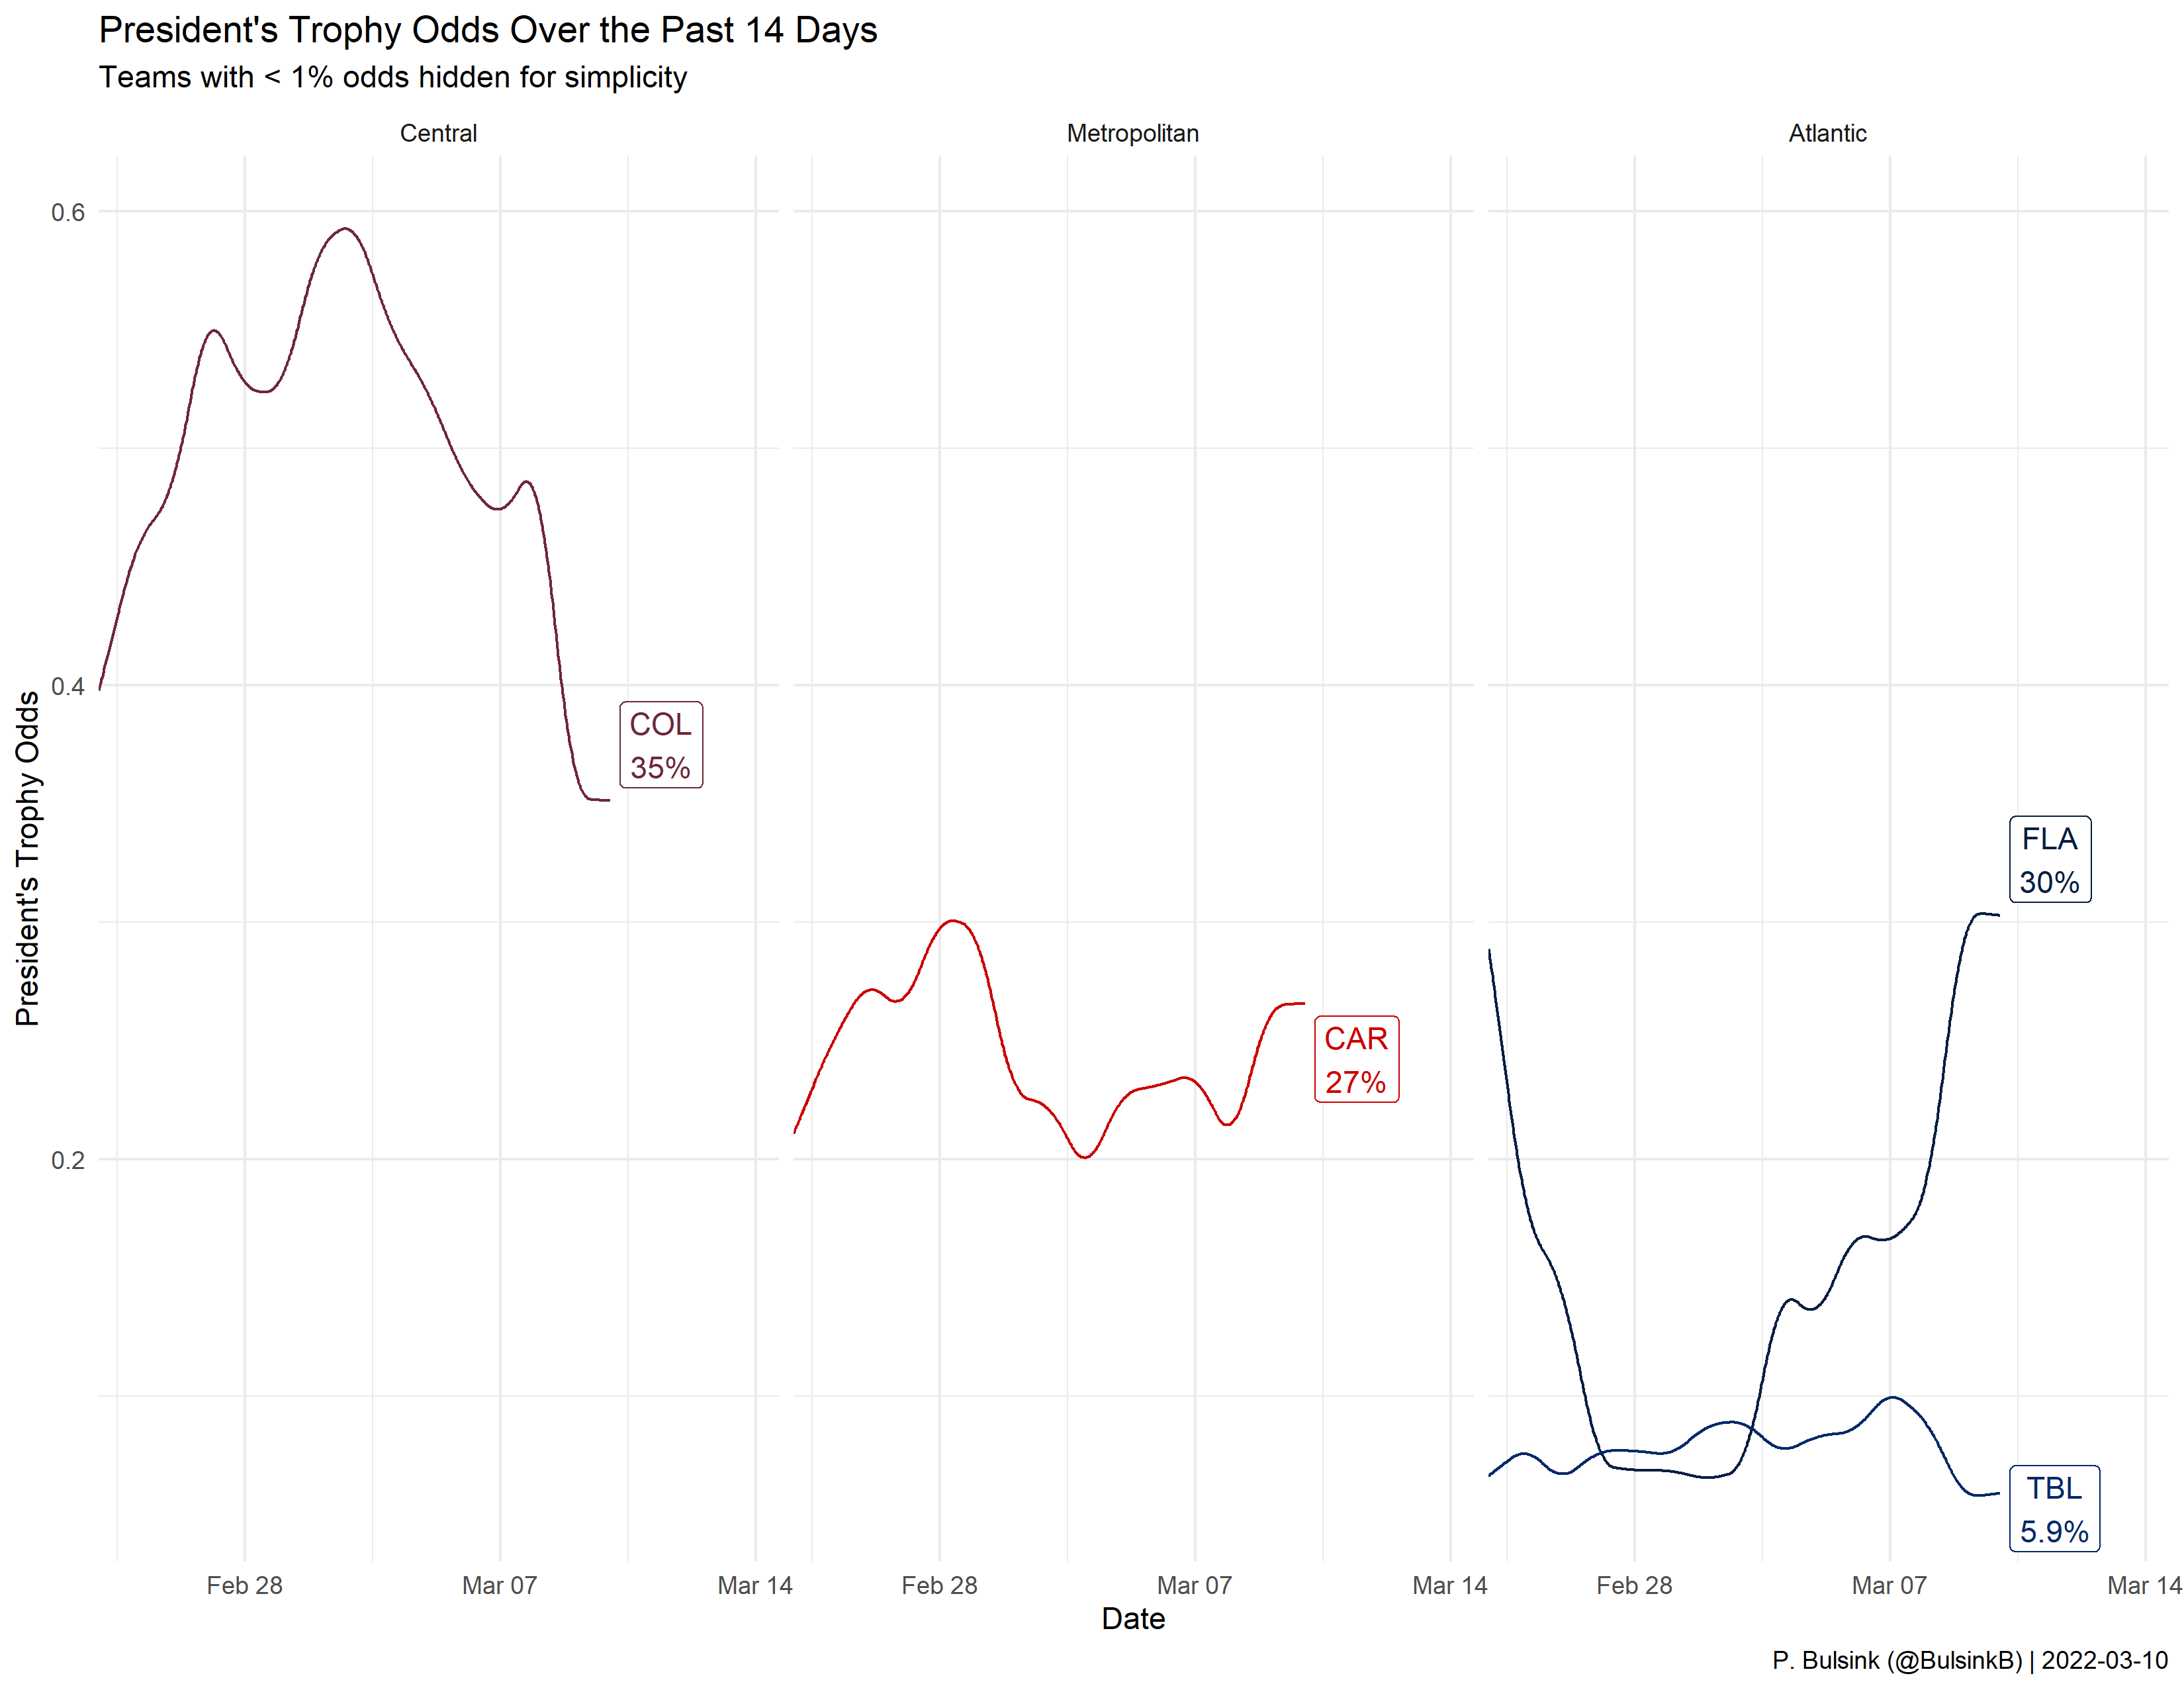 President's Trophy Odds Over the Past 14 Days
Teams with < 1% odds hidden for simplicity
Central
Metropolitan
Atlantic
0.6
0.4
0.2
President's Trophy Odds
COL
35%
CAR
27%
FLA
30%
TBL
5.9%
Feb 28
Mar 07
Mar 14
Feb 28
Mar 07
Mar 14
Feb 28
Mar 07
Mar 14
Date
P. Bulsink (@BulsinkB) | 2022-03-10